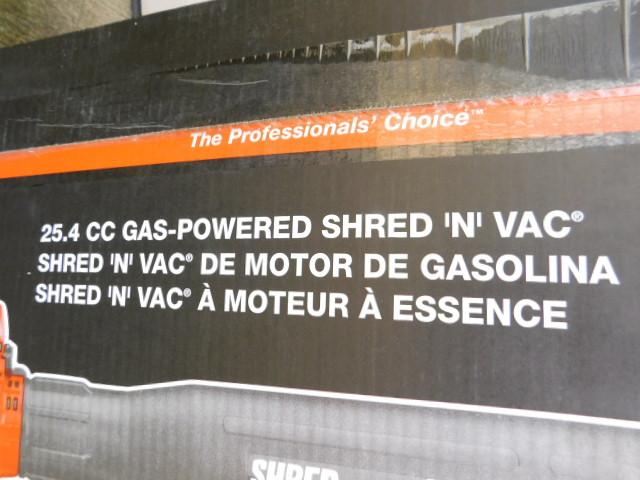 The Professionals' Choice™
25.4 CC GAS-POWERED SHRED 'N' VAC®
SHRED 'N' VAC® DE MOTOR DE GASOLINA
SHRED 'N' VAC® À MOTEUR À ESSENCE
SHRED